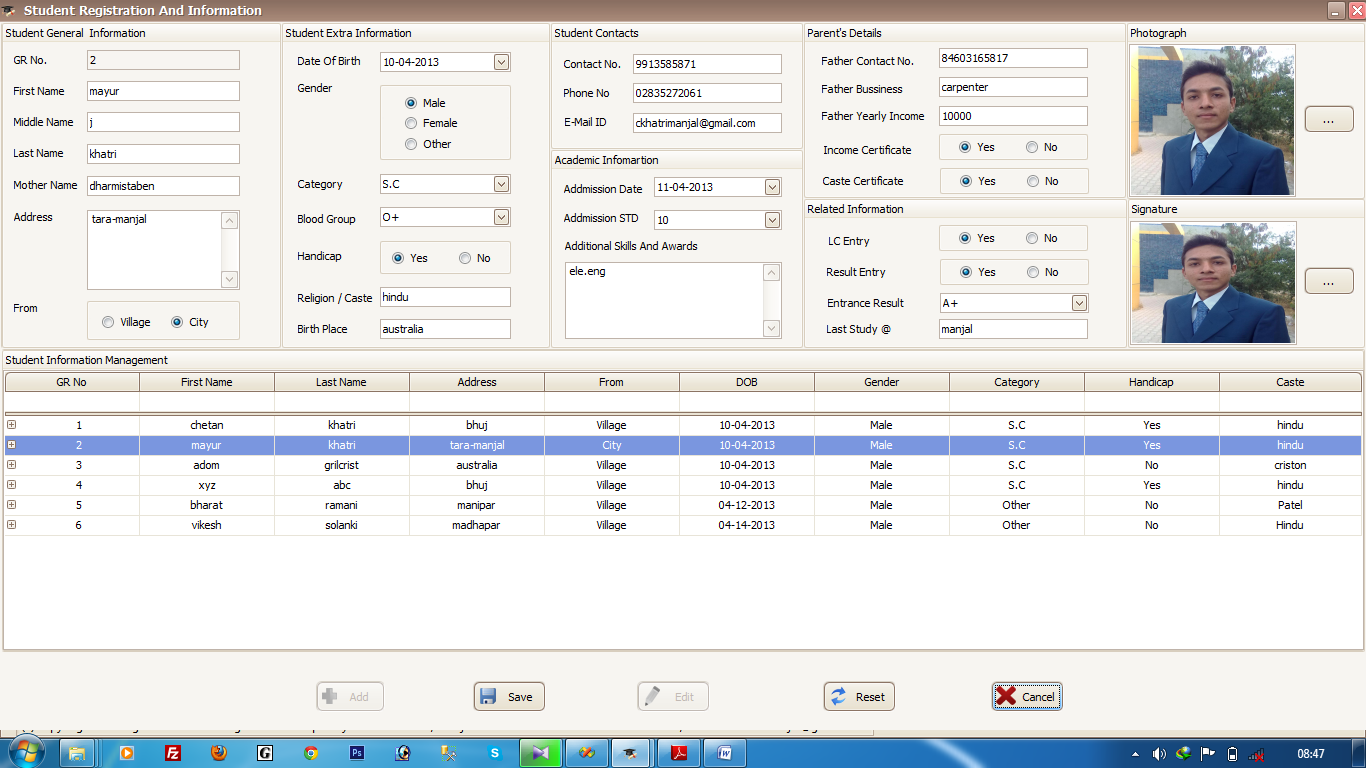 Student Registration And Information
Student General Information
GR No. 2
First Name mayur
Middle Name j
Last Name khatri
Mother Name dharmistaben
Address tara-manjal
From Village City
Student Extra Information
Date Of Birth 10-04-2013
Gender Male
Female
Other
Category S.C
Blood Group O+
Handicap Yes No
Religion / Caste hindu
Birth Place australia
Student Contacts
Contact No. 9913585871
Phone No 02835272061
E-Mail ID ckhatrimanjal@gmail.com
Academic Infomartion
Addmission Date 11-04-2013
Addmission STD 10
Additional Skills And Awards
ele.eng
Parent's Details
Father Contact No. 84603165817
Father Bussiness carpenter
Father Yearly Income 10000
Income Certificate Yes No
Caste Certificate Yes No
Related Information
LC Entry Yes No
Result Entry Yes No
Entrance Result A+
Last Study @ manjal
Photograph
...
Signature
...
Student Information Management
GR No First Name Last Name Address From DOB Gender Category Handicap Caste
1 chetan khatri bhuj Village 10-04-2013 Male S.C Yes hindu
2 mayur khatri tara-manjal City 10-04-2013 Male S.C Yes hindu
3 adom grilcrist australia Village 10-04-2013 Male S.C No criston
4 xyz abc bhuj Village 10-04-2013 Male S.C Yes hindu
5 bharat ramani manipar Village 04-12-2013 Male Other No Patel
6 vikesh solanki madhapar Village 04-14-2013 Male Other No Hindu
Add Save Edit Reset Cancel
Fz G Ps S W 08:47